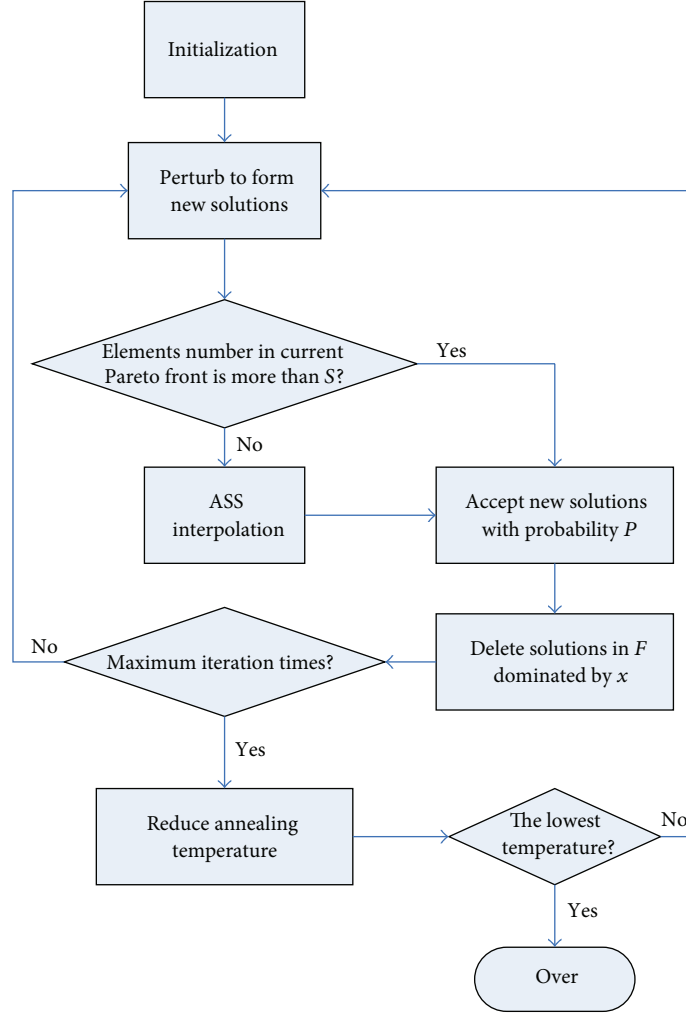 Initialization
Perturb to form
new solutions
Elements number in current
Pareto front is more than S?
Yes
No
ASS
interpolation
Accept new solutions
with probability P
Delete solutions in F
dominated by x
Maximum iteration times?
No
Yes
Reduce annealing
temperature
The lowest
temperature?
No
Yes
Over